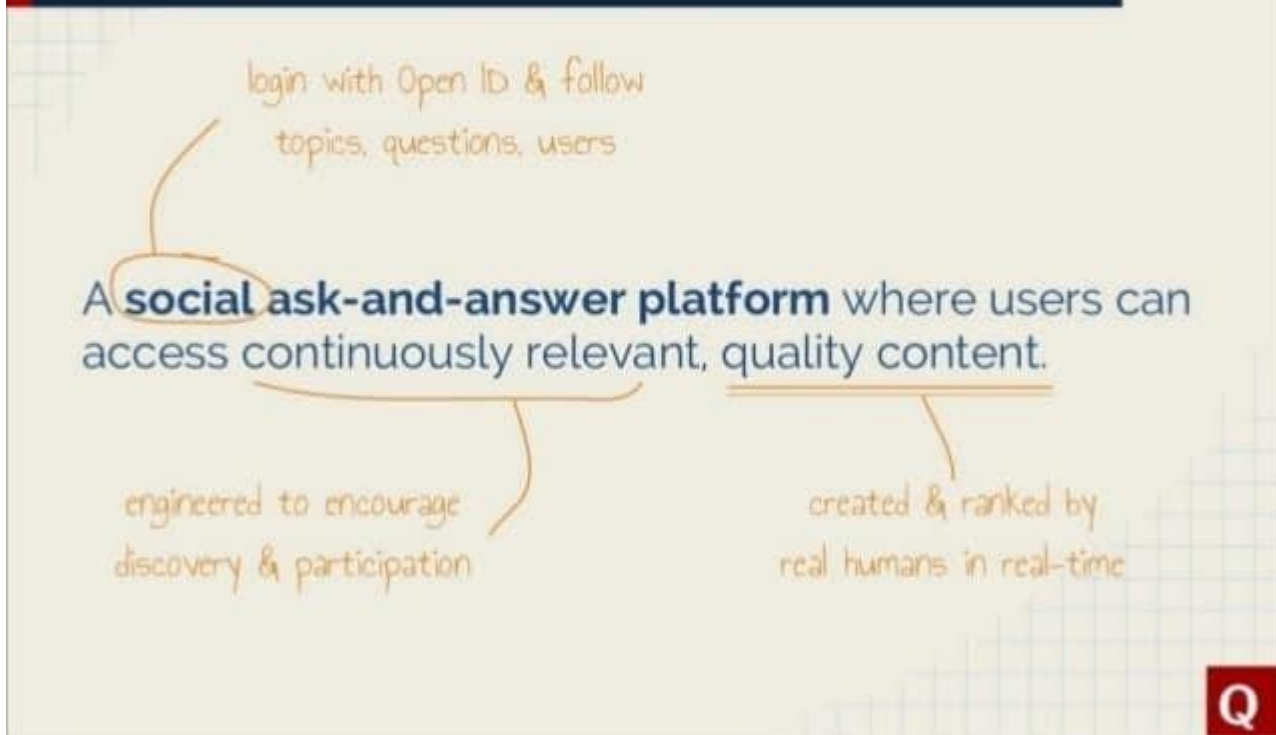 login with Open ID & follow
topics, questions, users
A social ask-and-answer platform where users can
access continuously relevant, quality content.
engineered to encourage
discovery & participation
created & ranked by
real humans in real-time
Q